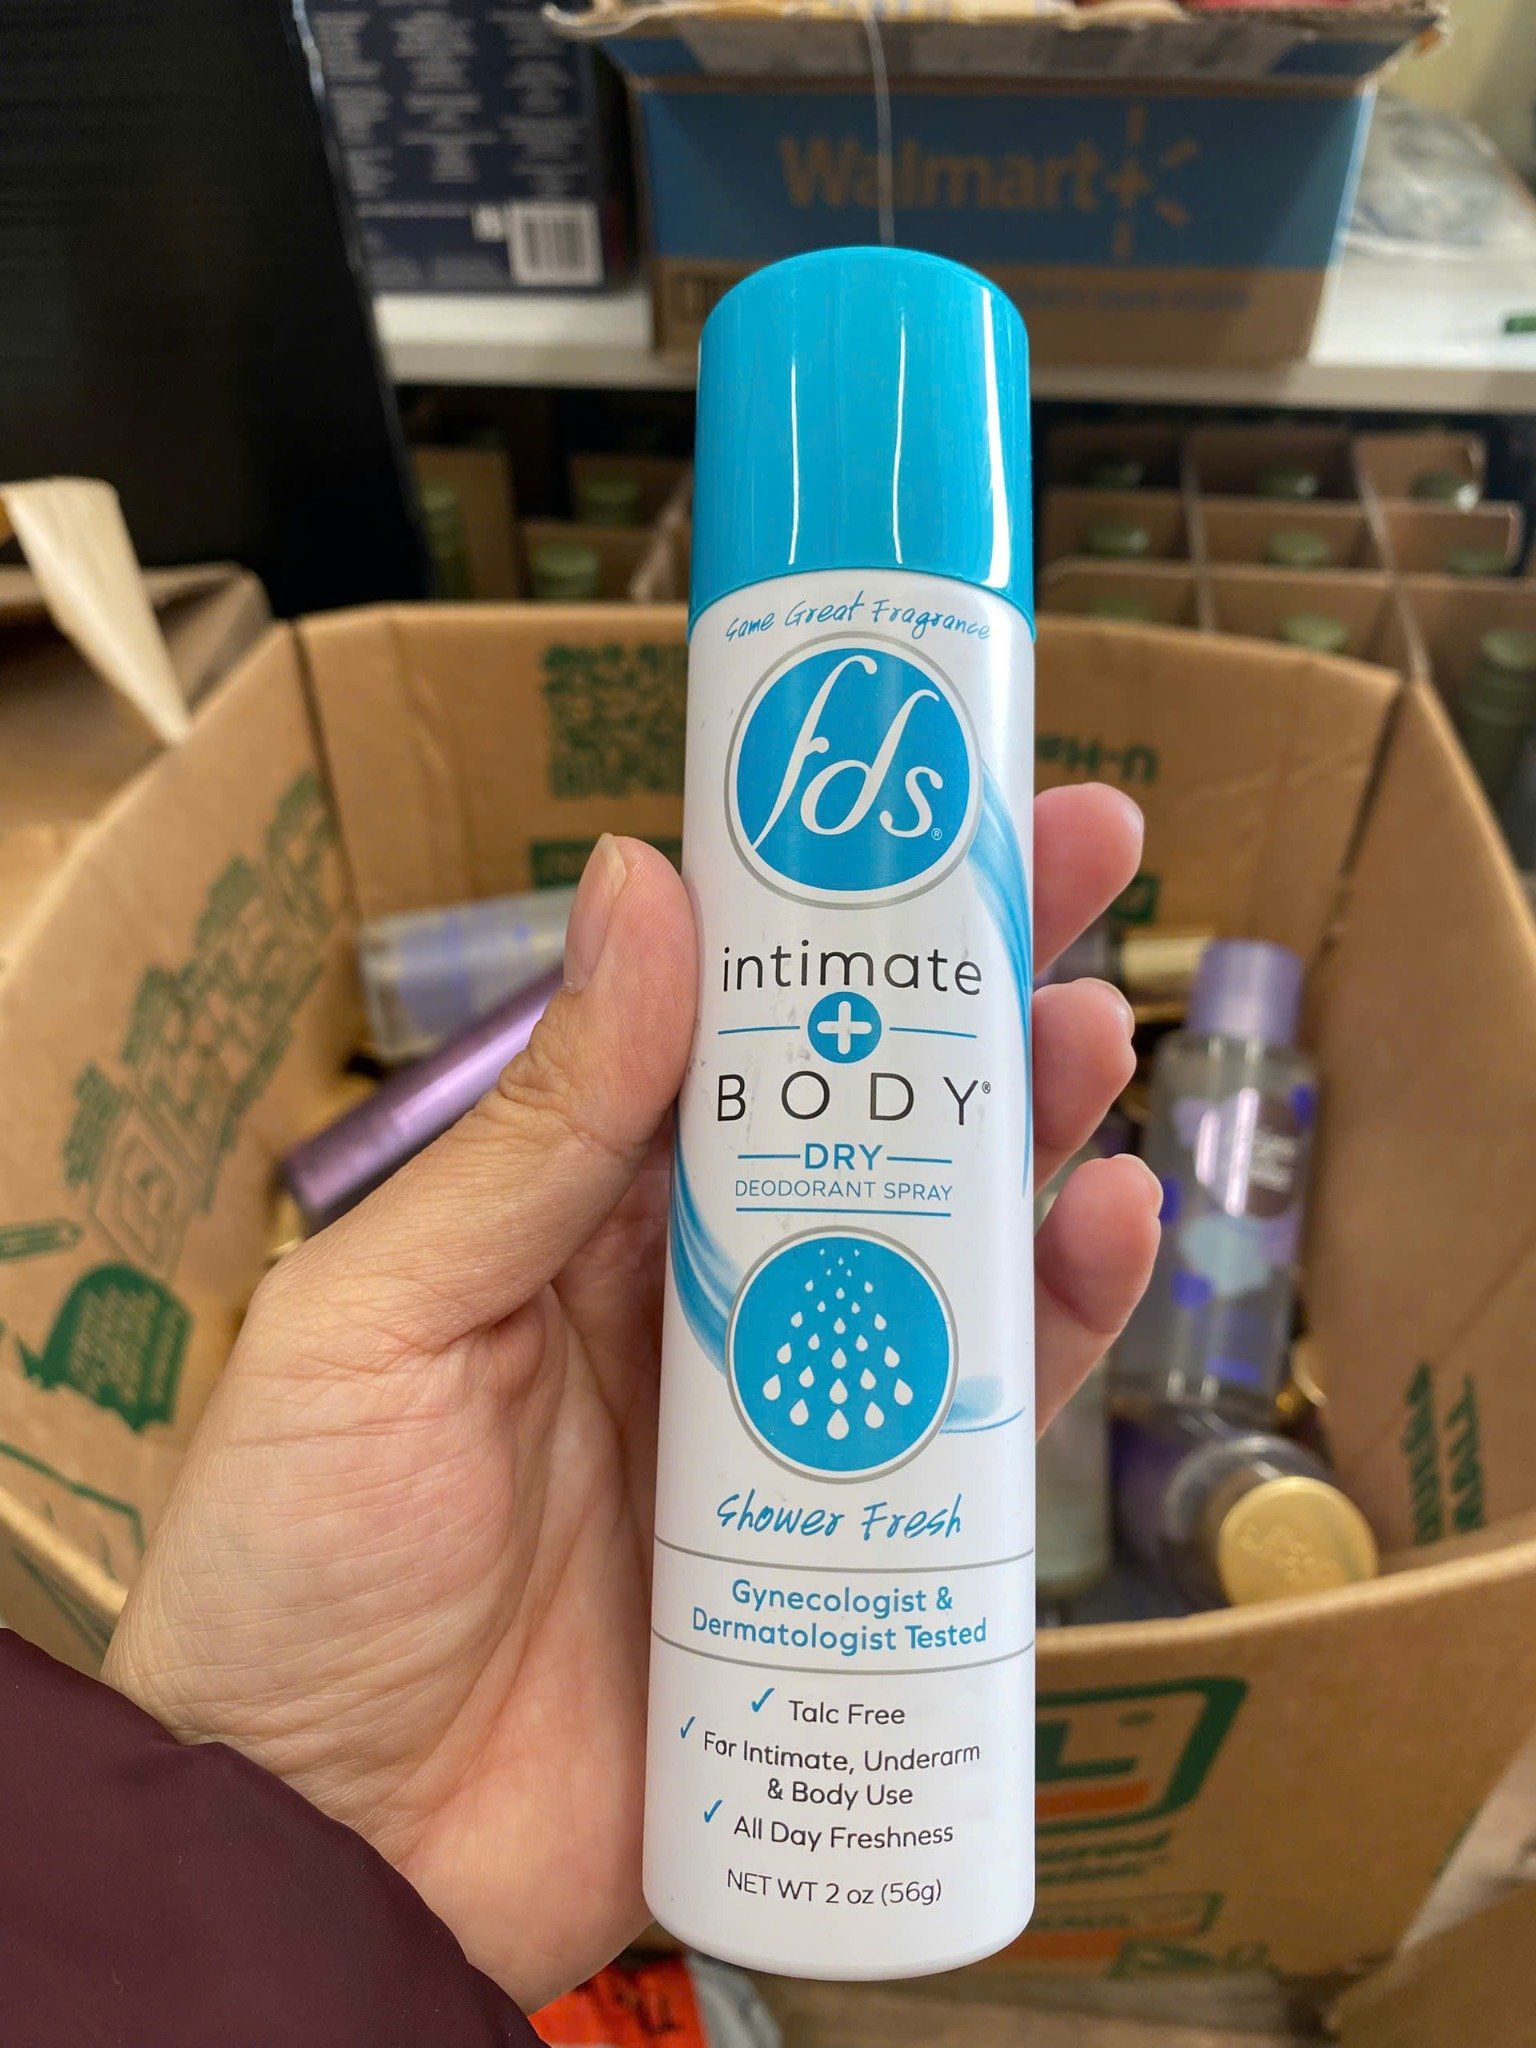 Walmart
Same Great Fragrance
fds®
intimate
+
BODY®
DRY
DEODORANT SPRAY
Shower Fresh
Gynecologist &
Dermatologist Tested
✓ Talc Free
✓ For Intimate, Underarm
& Body Use
✓ All Day Freshness
NET WT 2 oz (56g)